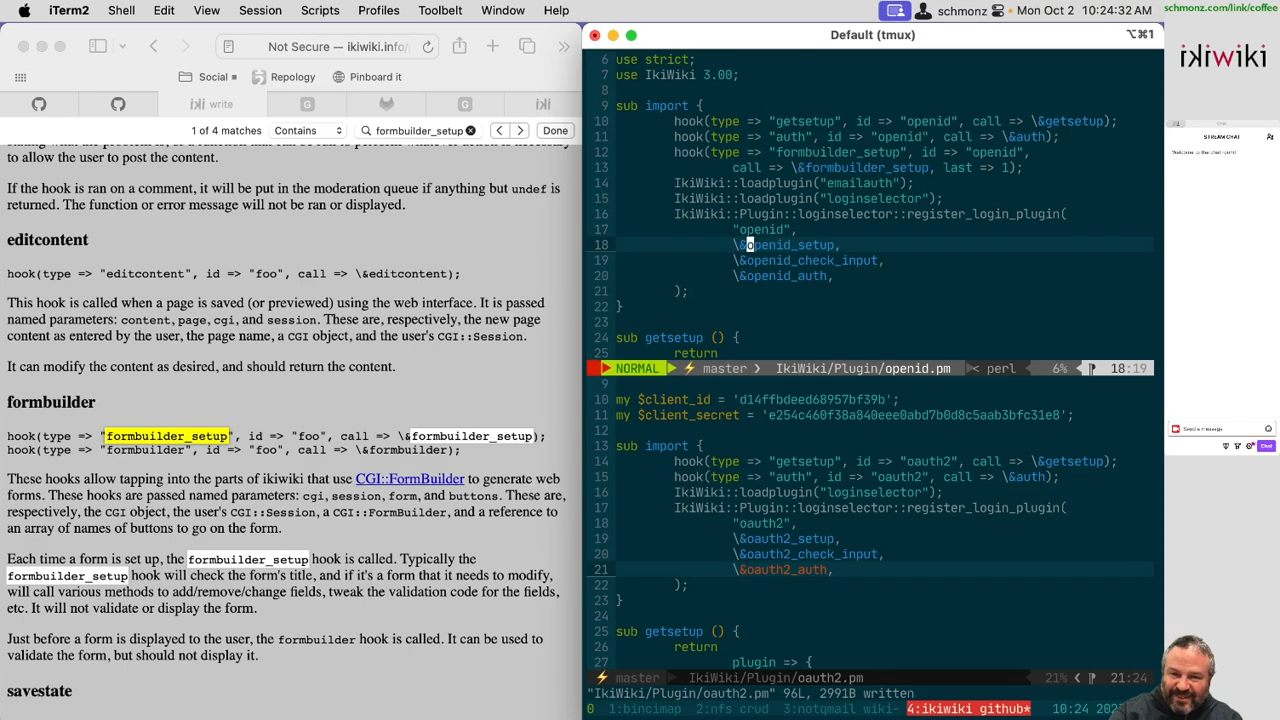 iTerm2 Shell Edit View Session Scripts Profiles Toolbelt Window Help
schmonz Mon Oct 2 10:24:32 AM
schmonz.com/link/coffee
Not Secure — ikiwiki.info/
Social
Repology
Pinboard it
write
1 of 4 matches Contains formbuilder_setup Done
to allow the user to post the content.
If the hook is ran on a comment, it will be put in the moderation queue if anything but undef is
returned. The function or error message will not be ran or displayed.
editcontent
hook(type => "editcontent", id => "foo", call => \&editcontent);
This hook is called when a page is saved (or previewed) using the web interface. It is passed
named parameters: content, page, cgi, and session. These are, respectively, the new page
content as entered by the user, the page name, a CGI object, and the user's CGI::Session.
It can modify the content as desired, and should return the content.
formbuilder
hook(type => "formbuilder_setup", id => "foo", call => \&formbuilder_setup);
hook(type => "formbuilder", id => "foo", call => \&formbuilder);
These hooks allow tapping into the parts of ikiwiki that use CGI::FormBuilder to generate web
forms. These hooks are passed named parameters: cgi, session, form, and buttons. These are,
respectively, the CGI object, the user's CGI::Session, a CGI::FormBuilder, and a reference to
an array of names of buttons to go on the form.
Each time a form is set up, the formbuilder_setup hook is called. Typically the
formbuilder_setup hook will check the form's title, and if it's a form that it needs to modify,
will call various methods to add/remove/change fields, tweak the validation code for the fields,
etc. It will not validate or display the form.
Just before a form is displayed to the user, the formbuilder hook is called. It can be used to
validate the form, but should not display it.
savestate
Default (tmux) ⌥⌘1
6 use strict;
7 use IkiWiki 3.00;
8
9 sub import {
10 hook(type => "getsetup", id => "openid", call => \&getsetup);
11 hook(type => "auth", id => "openid", call => \&auth);
12 hook(type => "formbuilder_setup", id => "openid",
13 call => \&formbuilder_setup, last => 1);
14 IkiWiki::loadplugin("emailauth");
15 IkiWiki::loadplugin("loginselector");
16 IkiWiki::Plugin::loginselector::register_login_plugin(
17 "openid",
18 \&openid_setup,
19 \&openid_check_input,
20 \&openid_auth,
21 );
22 }
23
24 sub getsetup () {
25 return
NORMAL master IkiWiki/Plugin/openid.pm < perl 6% 18:19
9
10 my $client_id = 'd14ffbdeed68957bf39b';
11 my $client_secret = 'e254c460f38a840eee0abd7b0d8c5aab3bfc31e8';
12
13 sub import {
14 hook(type => "getsetup", id => "oauth2", call => \&getsetup);
15 hook(type => "auth", id => "oauth2", call => \&auth);
16 IkiWiki::loadplugin("loginselector");
17 IkiWiki::Plugin::loginselector::register_login_plugin(
18 "oauth2",
19 \&oauth2_setup,
20 \&oauth2_check_input,
21 \&oauth2_auth,
22 );
23 }
24
25 sub getsetup () {
26 return
27 plugin => {
master IkiWiki/Plugin/oauth2.pm 21% 21:24
"IkiWiki/Plugin/oauth2.pm" 96L, 2991B written
0 1:bincimap 2:nfs crud 3:notqmail wiki- 4:ikiwiki github* 10:24
ikiwiki
STREAM CHAT
Welcome to the chat room!
Send a message
Chat